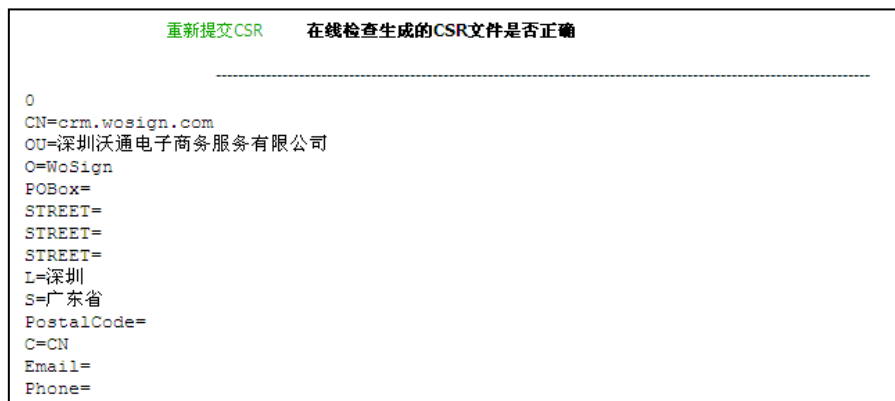 重新提交CSR 在线检查生成的CSR文件是否正确
--------------------------------------------------------------------------------
0
CN=crm.wosign.com
OU=深圳沃通电子商务服务有限公司
O=WoSign
POBox=
STREET=
STREET=
STREET=
L=深圳
S=广东省
PostalCode=
C=CN
Email=
Phone=